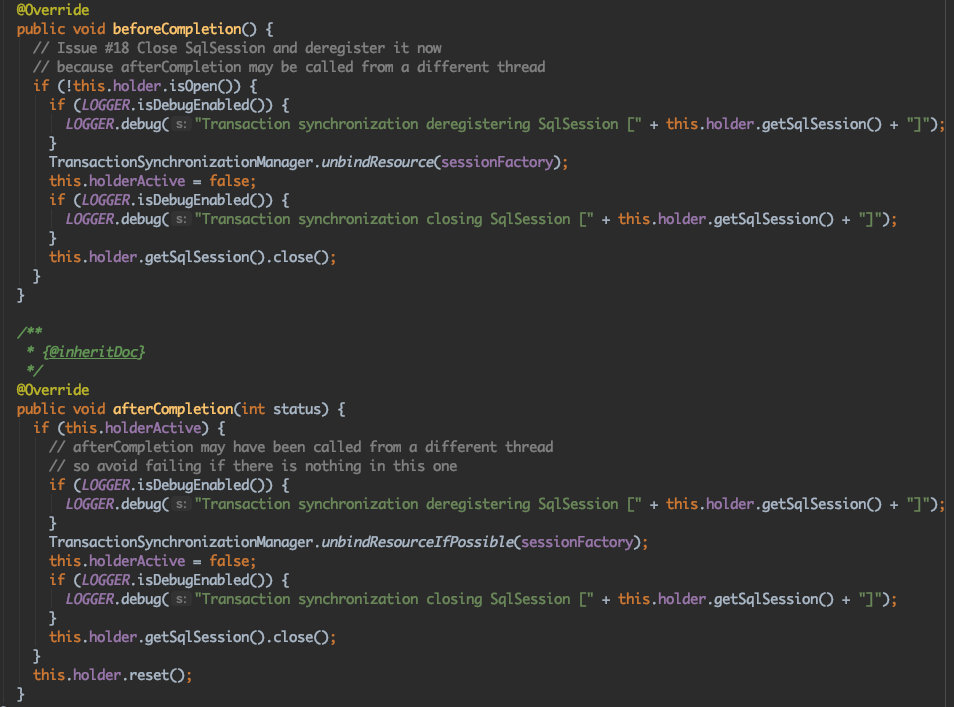 @Override
public void beforeCompletion() {
// Issue #18 Close SqlSession and deregister it now
// because afterCompletion may be called from a different thread
if (!this.holder.isOpen()) {
if (LOGGER.isDebugEnabled()) {
LOGGER.debug( s: "Transaction synchronization deregistering SqlSession [" + this.holder.getSqlSession() + "]");
}
TransactionSynchronizationManager.unbindResource(sessionFactory);
this.holderActive = false;
if (LOGGER.isDebugEnabled()) {
LOGGER.debug( s: "Transaction synchronization closing SqlSession [" + this.holder.getSqlSession() + "]");
}
this.holder.getSqlSession().close();
}
}
/**
* {@inheritDoc}
*/
@Override
public void afterCompletion(int status) {
if (this.holderActive) {
// afterCompletion may have been called from a different thread
// so avoid failing if there is nothing in this one
if (LOGGER.isDebugEnabled()) {
LOGGER.debug( s: "Transaction synchronization deregistering SqlSession [" + this.holder.getSqlSession() + "]");
}
TransactionSynchronizationManager.unbindResourceIfPossible(sessionFactory);
this.holderActive = false;
if (LOGGER.isDebugEnabled()) {
LOGGER.debug( s: "Transaction synchronization closing SqlSession [" + this.holder.getSqlSession() + "]");
}
this.holder.getSqlSession().close();
}
this.holder.reset();
}